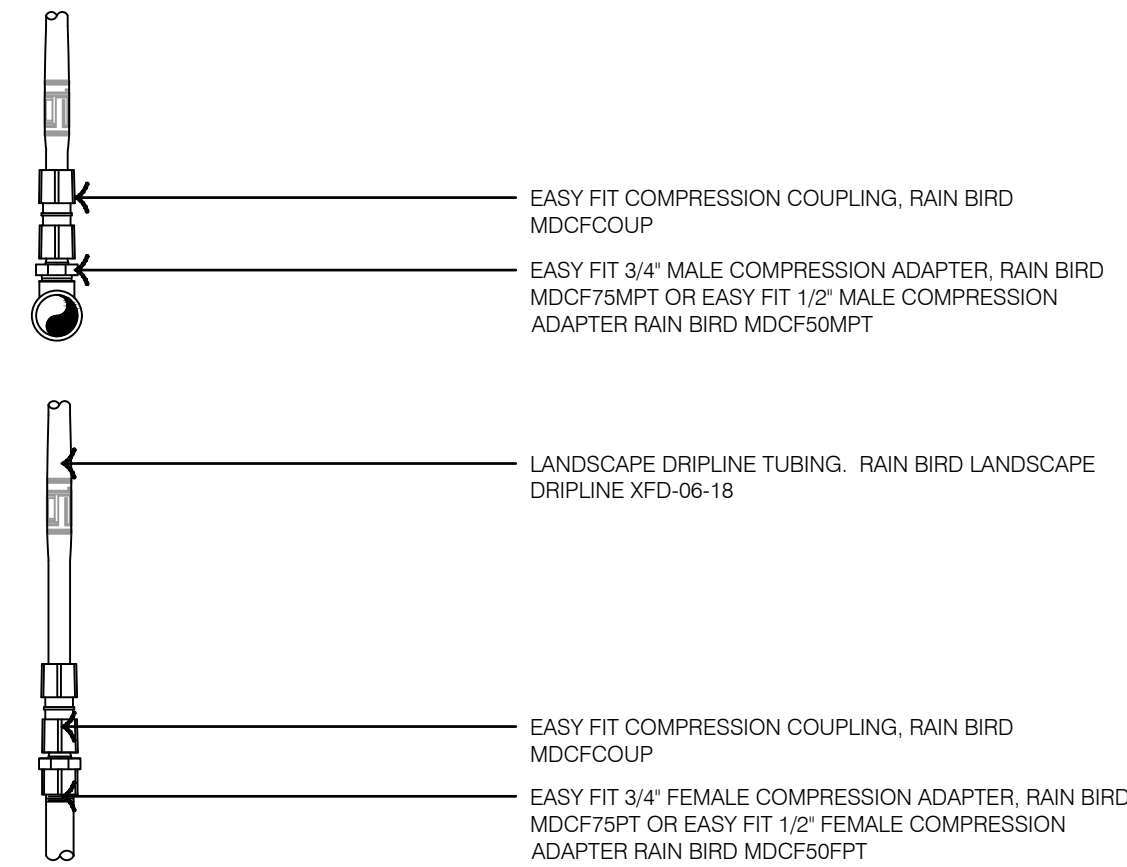 EASY FIT COMPRESSION COUPLING, RAIN BIRD
MDCFCOUP
EASY FIT 3/4" MALE COMPRESSION ADAPTER, RAIN BIRD
MDCF75MPT OR EASY FIT 1/2" MALE COMPRESSION
ADAPTER RAIN BIRD MDCF50MPT
LANDSCAPE DRIPLINE TUBING. RAIN BIRD LANDSCAPE
DRIPLINE XFD-06-18
EASY FIT COMPRESSION COUPLING, RAIN BIRD
MDCFCOUP
EASY FIT 3/4" FEMALE COMPRESSION ADAPTER, RAIN BIRD
MDCF75PT OR EASY FIT 1/2" FEMALE COMPRESSION
ADAPTER RAIN BIRD MDCF50FPT